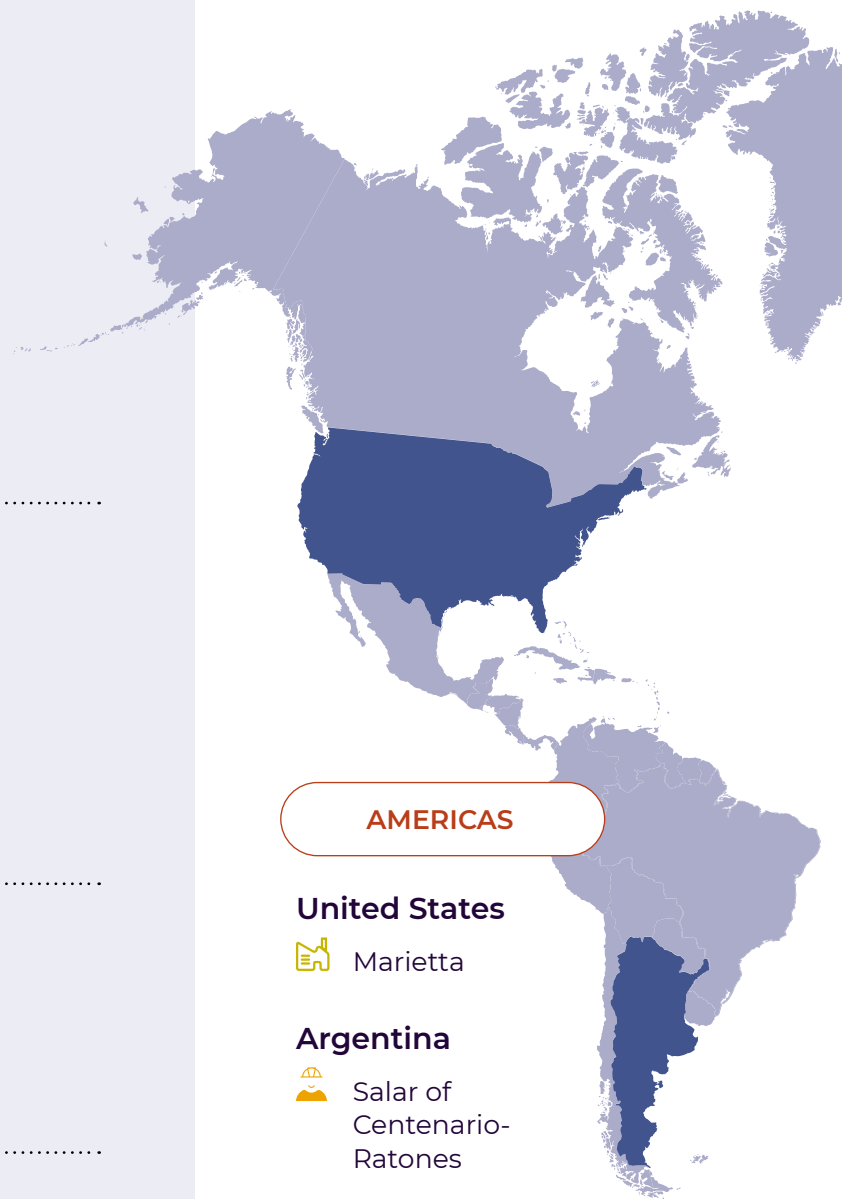 AMERICAS
United States
Marietta
Argentina
Salar of
Centenario-
Ratones